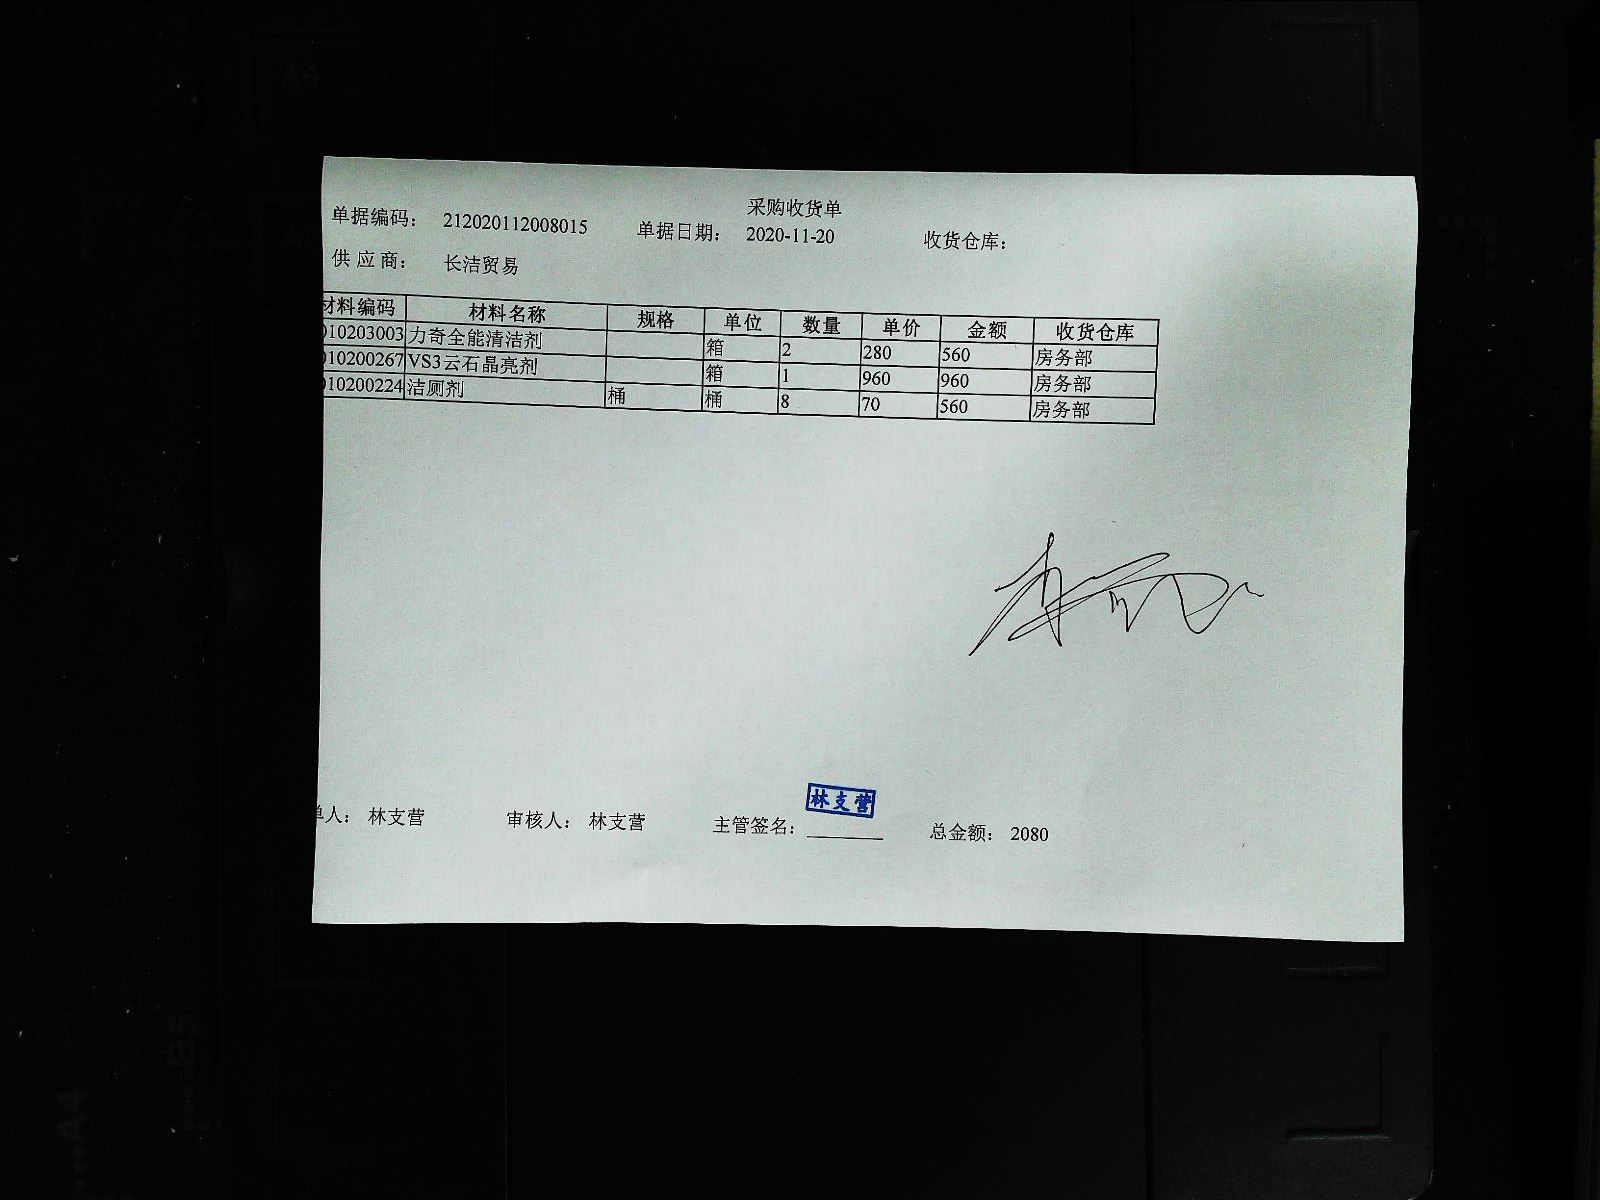 采购收货单
单据编码： 212020112008015 单据日期： 2020-11-20 收货仓库：
供 应 商： 长洁贸易
材料编码 材料名称 规格 单位 数量 单价 金额 收货仓库
010203003 力奇全能清洁剂 箱 2 280 560 房务部
010200267 VS3云石晶亮剂 箱 1 960 960 房务部
010200224 洁厕剂 桶 桶 8 70 560 房务部
林支营
单人： 林支营 审核人： 林支营 主管签名： 总金额： 2080